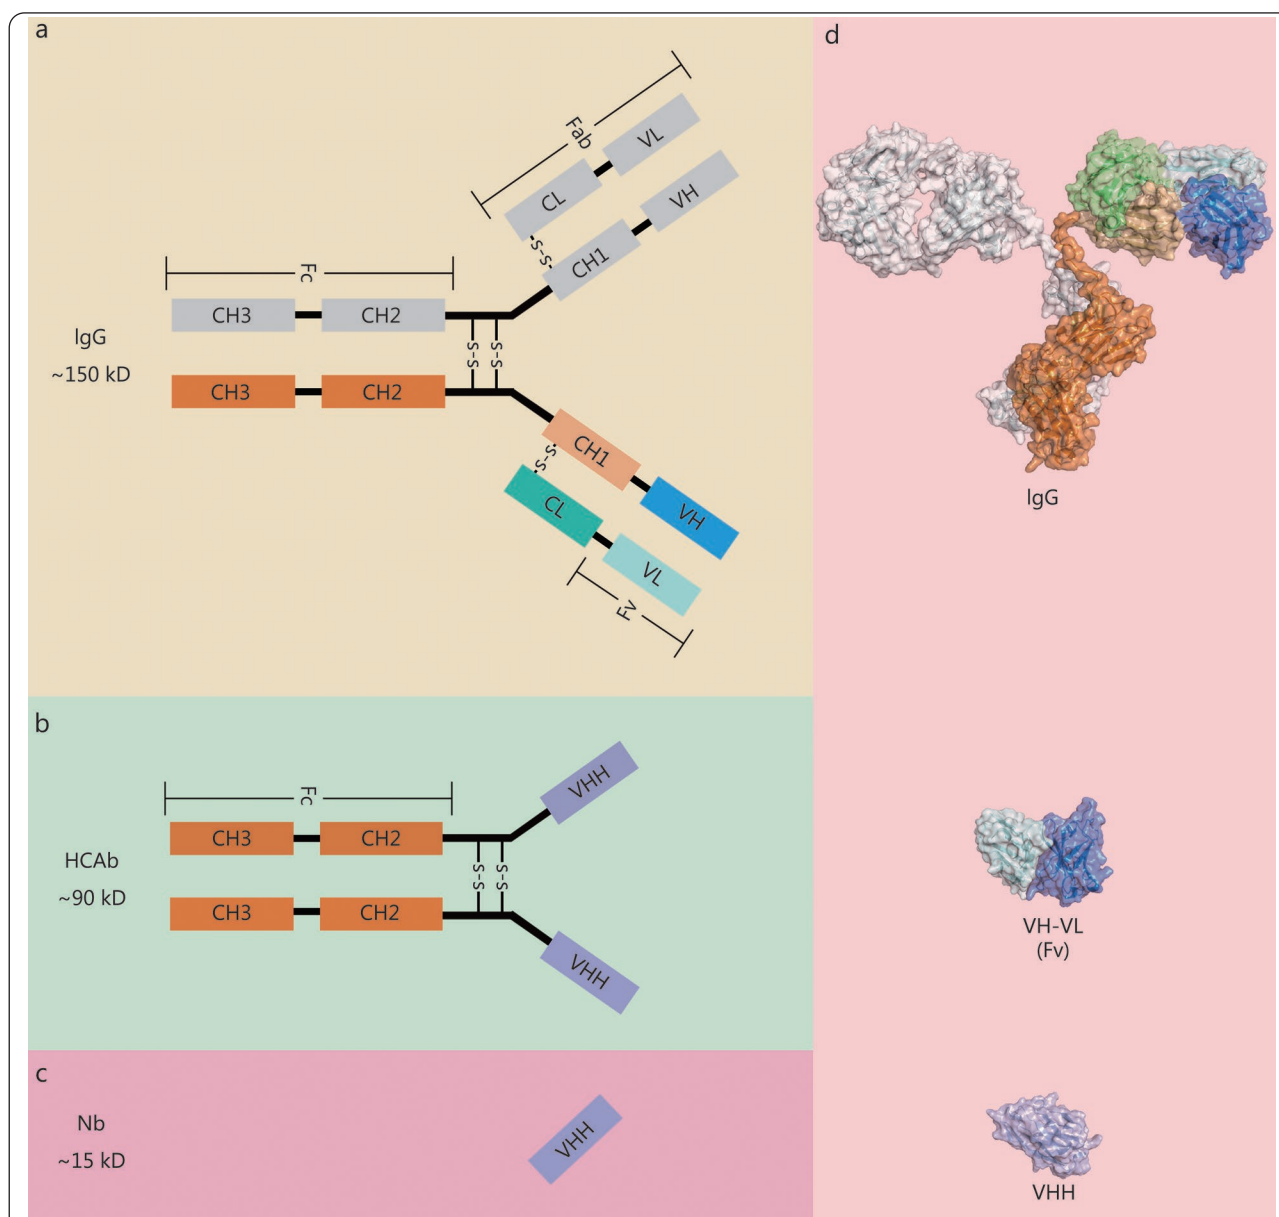 a
Fab
VL
CL
VH
-s-s-
CH1
Fc
CH3
CH2
IgG
~150 kD
-s-s-
-s-s-
CH3
CH2
CH1
-s-s-
CL
VH
VL
Fv
b
VHH
Fc
CH3
CH2
HCAb
~90 kD
-s-s-
-s-s-
CH3
CH2
VHH
c
Nb
~15 kD
VHH
d
IgG
VH-VL
(Fv)
VHH